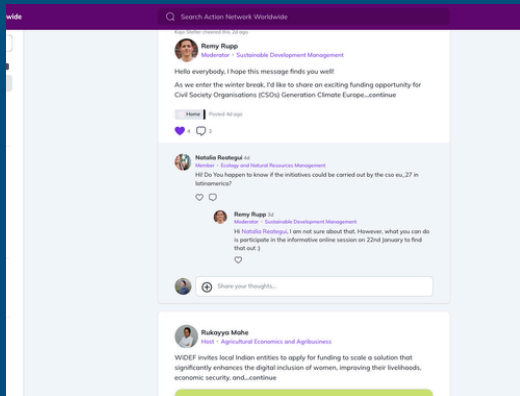 wide
Search Action Network Worldwide
cheered this 2d ago
Remy Rupp
Moderator • Sustainable Development Management
Hello everybody, I hope this message finds you well!
As we enter the winter break, I'd like to share an exciting funding opportunity for
Civil Society Organisations (CSOs) Generation Climate Europe...continue
Home Posted 4d ago
4 2
Natalia Reategui 4d
Member • Ecology and Natural Resources Management
Hi! Do You happen to know if the initiatives could be carried out by the cso eu_27 in
latinamerica?
Remy Rupp 3d
Moderator • Sustainable Development Management
Hi Natalia Reategui, I am not sure about that. However, what you can do
is participate in the informative online session on 22nd January to find
that out :)
Share your thoughts...
Rukayya Mahe
Host • Agricultural Economics and Agribusiness
WIDEF invites local Indian entities to apply for funding to scale a solution that
significantly enhances the digital inclusion of women, improving their livelihoods,
economic security, and...continue